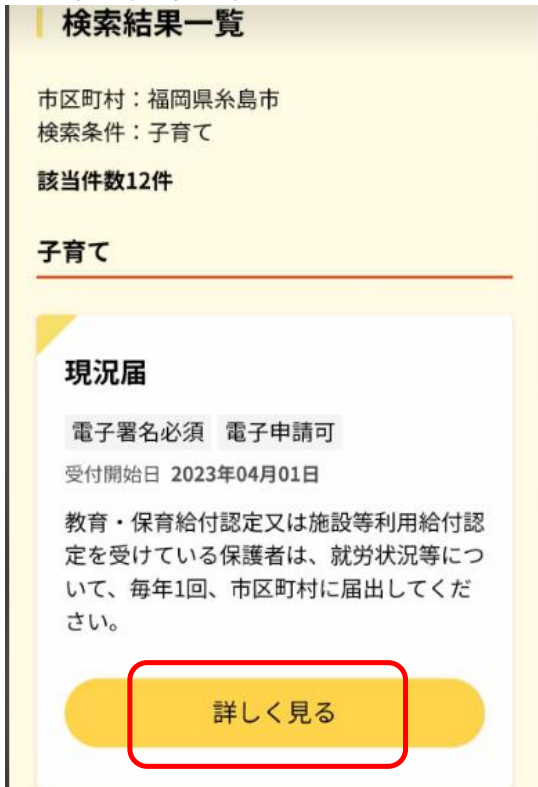 検索結果一覧
市区町村：福岡県糸島市
検索条件：子育て
該当件数12件
子育て
現況届
電子署名必須 電子申請可
受付開始日 2023年04月01日
教育・保育給付認定又は施設等利用給付認
定を受けている保護者は、就労状況等につ
いて、毎年1回、市区町村に届出してくだ
さい。
詳しく見る